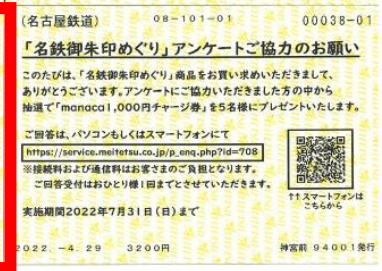 (名古屋鉄道) 08-101-01 00038-01
「名鉄御朱印めぐり」アンケートご協力のお願い
このたびは、「名鉄御朱印めぐり」商品をお買い求めいただきまして、
ありがとうございます。アンケートにご協力いただきました方の中から
抽選で「manaca1,000円チャージ券」を5名様にプレゼントいたします。
ご回答は、パソコンもしくはスマートフォンにて
https://service.meitetsu.co.jp/p_enq.php?id=708
※接続料および通信料はお客さまのご負担となります。
ご回答受付はおひとり様1回までとさせていただきます。
↑↑スマートフォンは
こちらから
実施期間2022年7月31日(日)まで
2022.-4.29 3200円 神宮前 94001発行